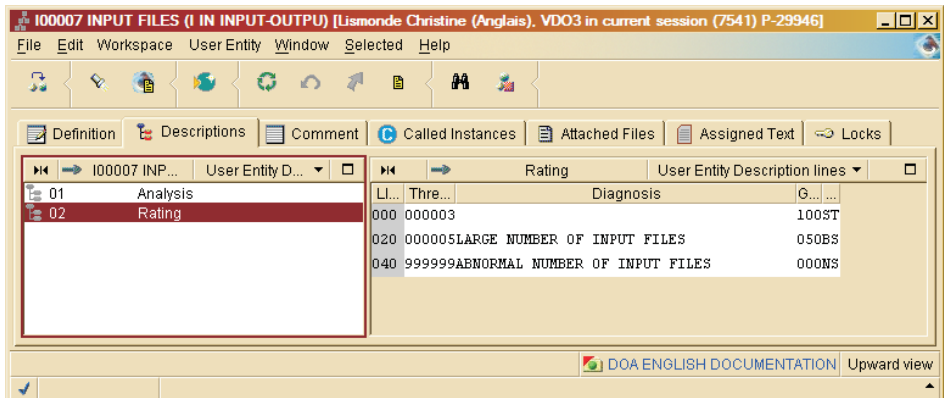 I00007 INPUT FILES (I IN INPUT-OUTPU) [Lismonde Christine (Anglais), VDO3 in current session (7541) P-29946]
File Edit Workspace User Entity Window Selected Help
Definition Descriptions Comment Called Instances Attached Files Assigned Text Locks
I00007 INP... User Entity D... Rating User Entity Description lines
01 Analysis
02 Rating
LI... Thre... Diagnosis G... ...
000 000003 100ST
020 000005LARGE NUMBER OF INPUT FILES 050BS
040 999999ABNORMAL NUMBER OF INPUT FILES 000NS
DOA ENGLISH DOCUMENTATION Upward view